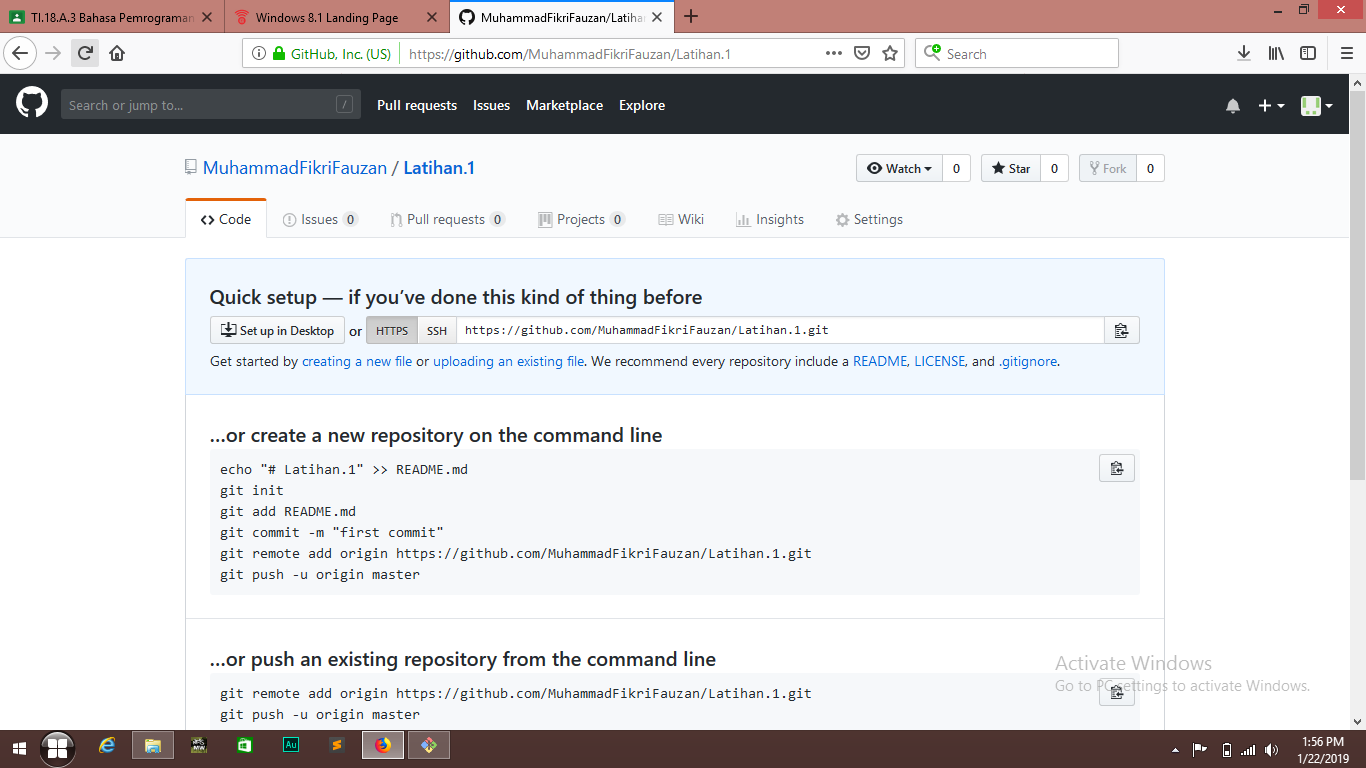 TI.18.A.3 Bahasa Pemrograman
Windows 8.1 Landing Page
MuhammadFikriFauzan/Latihan
GitHub, Inc. (US)
https://github.com/MuhammadFikriFauzan/Latihan.1
Search
Search or jump to...
/
Pull requests
Issues
Marketplace
Explore
MuhammadFikriFauzan / Latihan.1
Watch 0
Star 0
Fork 0
Code
Issues 0
Pull requests 0
Projects 0
Wiki
Insights
Settings
Quick setup — if you’ve done this kind of thing before
Set up in Desktop or HTTPS SSH https://github.com/MuhammadFikriFauzan/Latihan.1.git
Get started by creating a new file or uploading an existing file. We recommend every repository include a README, LICENSE, and .gitignore.
…or create a new repository on the command line
echo "# Latihan.1" >> README.md
git init
git add README.md
git commit -m "first commit"
git remote add origin https://github.com/MuhammadFikriFauzan/Latihan.1.git
git push -u origin master
…or push an existing repository from the command line
git remote add origin https://github.com/MuhammadFikriFauzan/Latihan.1.git
git push -u origin master
Activate Windows
Go to PC settings to activate Windows.
Au
1:56 PM
1/22/2019